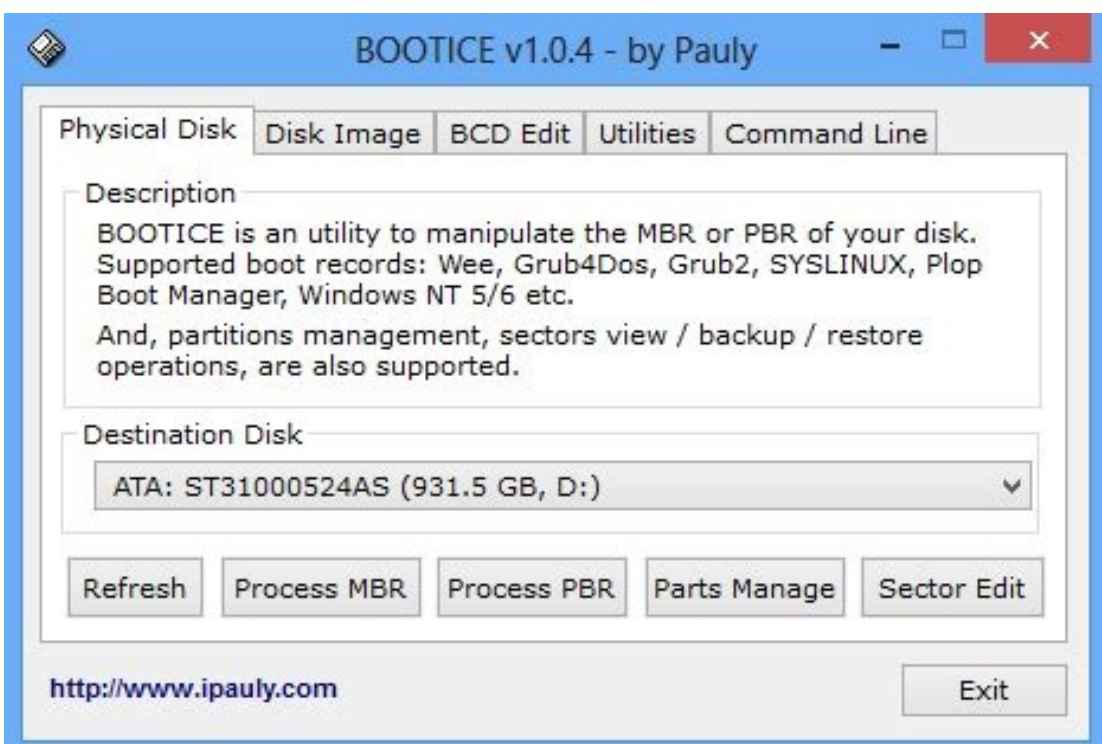 BOOTICE v1.0.4 - by Pauly
Physical Disk Disk Image BCD Edit Utilities Command Line
Description
BOOTICE is an utility to manipulate the MBR or PBR of your disk.
Supported boot records: Wee, Grub4Dos, Grub2, SYSLINUX, Plop
Boot Manager, Windows NT 5/6 etc.
And, partitions management, sectors view / backup / restore
operations, are also supported.
Destination Disk
ATA: ST31000524AS (931.5 GB, D:)
Refresh Process MBR Process PBR Parts Manage Sector Edit
http://www.ipauly.com Exit